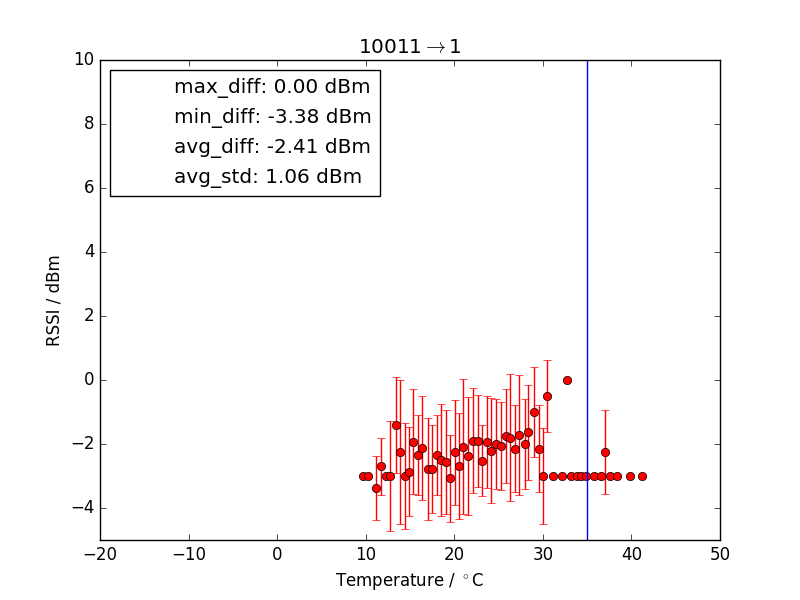 10011→1
max_diff: 0.00 dBm
min_diff: -3.38 dBm
avg_diff: -2.41 dBm
avg_std: 1.06 dBm
10
8
6
4
2
0
−2
−4
RSSI / dBm
−20 −10 0 10 20 30 40 50
Temperature / °C